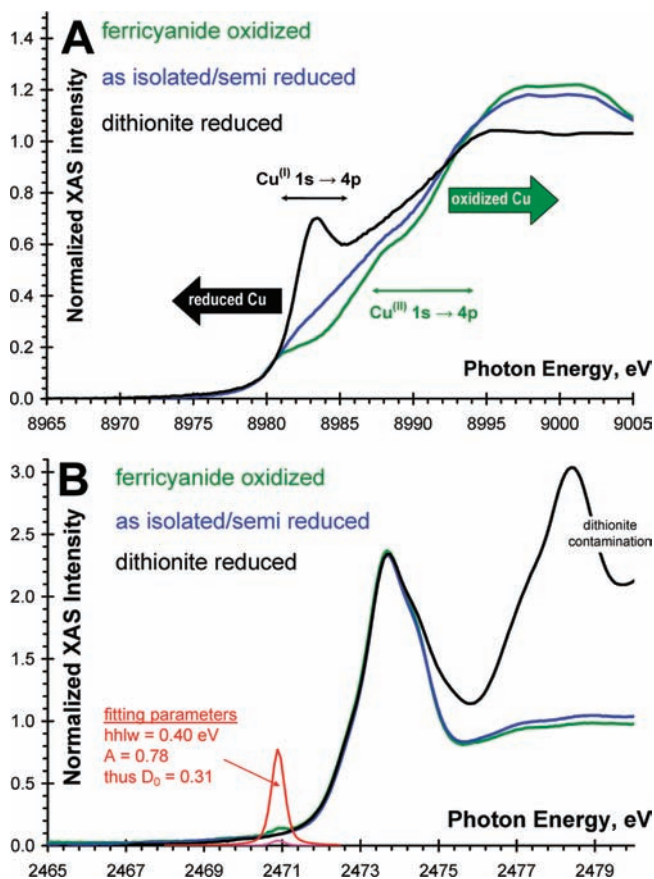 A
ferricyanide oxidized
as isolated/semi reduced
dithionite reduced
Normalized XAS intensity
1.4
1.2
1.0
0.8
0.6
0.4
0.2
0.0
Cu(I) 1s → 4p
oxidized Cu
reduced Cu
Cu(II) 1s → 4p
Photon Energy, eV
8965 8970 8975 8980 8985 8990 8995 9000 9005
B
ferricyanide oxidized
as isolated/semi reduced
dithionite reduced
Normalized XAS Intensity
3.0
2.5
2.0
1.5
1.0
0.5
0.0
dithionite
contamination
fitting parameters
hhlw = 0.40 eV
A = 0.78
thus D0 = 0.31
Photon Energy, eV
2465 2467 2469 2471 2473 2475 2477 2479